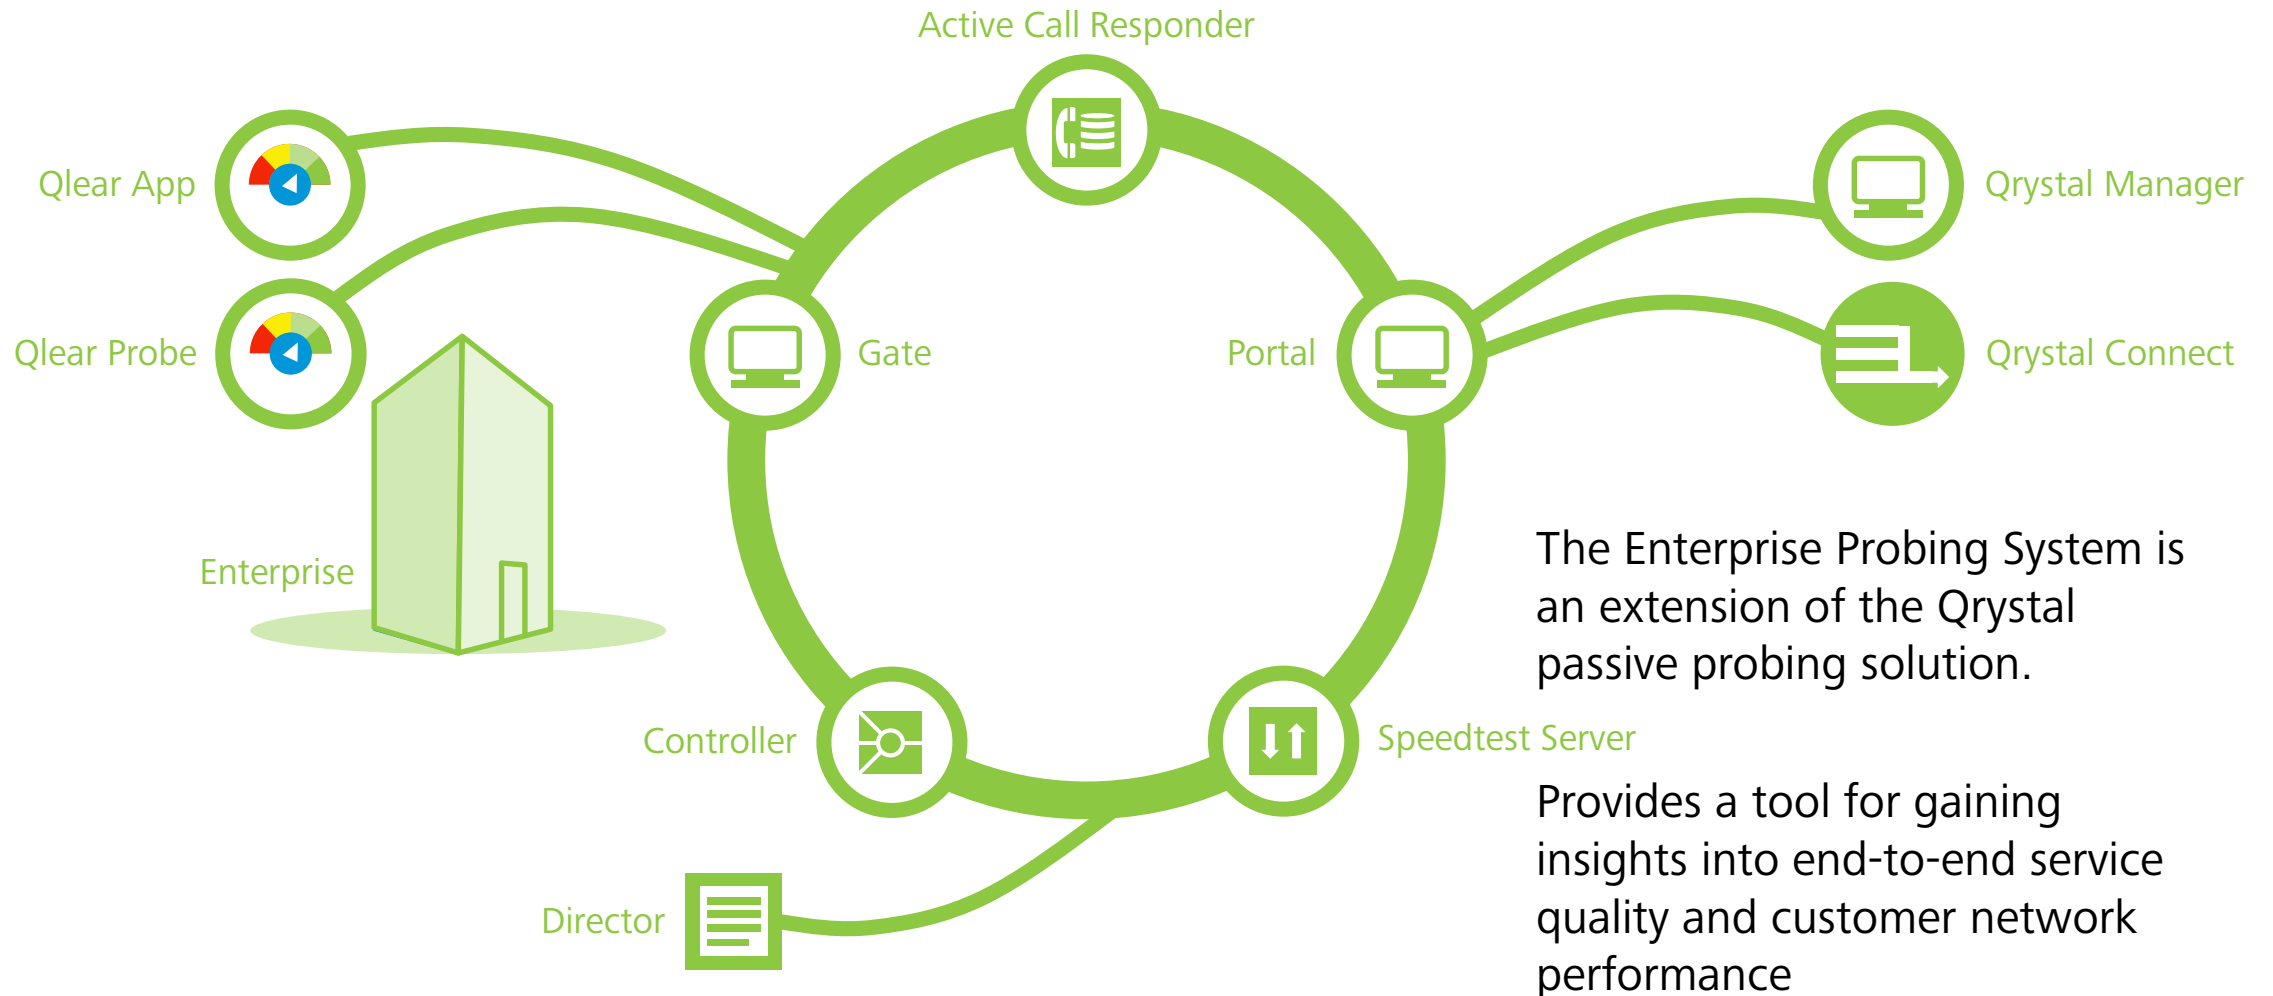 Active Call Responder
Qlear App
Qrystal Manager
Qlear Probe
Gate
Portal
Qrystal Connect
Enterprise
The Enterprise Probing System is
an extension of the Qrystal
passive probing solution.
Controller
Speedtest Server
Provides a tool for gaining
insights into end-to-end service
quality and customer network
performance
Director